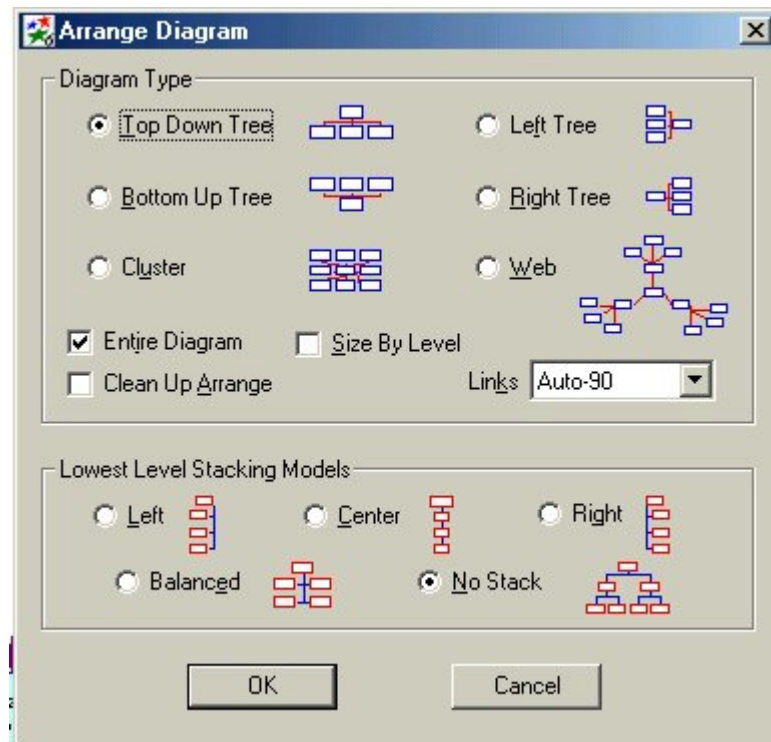 Arrange Diagram
Diagram Type
Top Down Tree
Left Tree
Bottom Up Tree
Right Tree
Cluster
Web
Entire Diagram
Size By Level
Clean Up Arrange
Links Auto-90
Lowest Level Stacking Models
Left
Center
Right
Balanced
No Stack
OK
Cancel